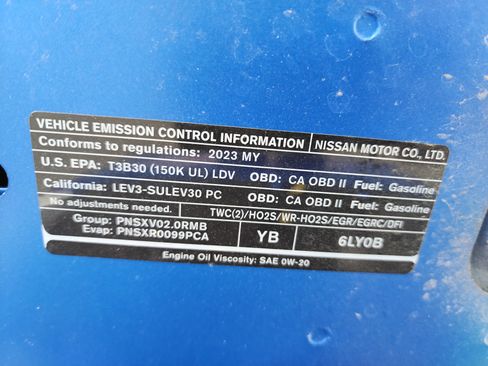 VEHICLE EMISSION CONTROL INFORMATION NISSAN MOTOR CO., LTD.
Conforms to regulations: 2023 MY
U.S. EPA: T3B30 (150K UL) LDV OBD: CA OBD II Fuel: Gasoline
California: LEV3-SULEV30 PC OBD: CA OBD II Fuel: Gasoline
No adjustments needed. TWC(2)/HO2S/WR-HO2S/EGR/EGRC/DFI
Group: PNSXV02.0RMB
Evap: PNSXR0099PCA YB 6LY0B
Engine Oil Viscosity: SAE 0W-20